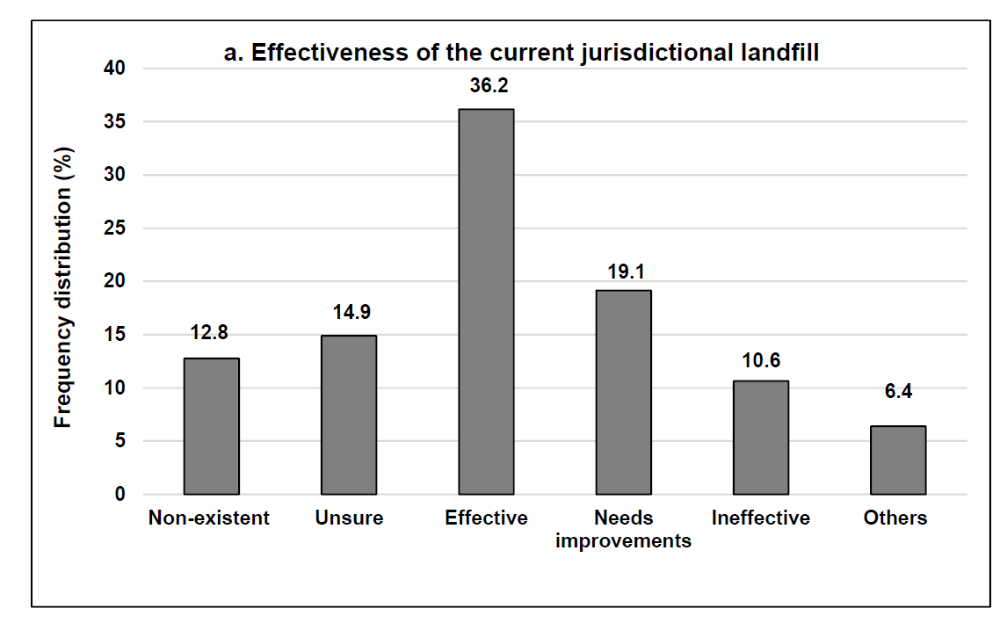 a. Effectiveness of the current jurisdictional landfill
Frequency distribution (%)
40
35
30
25
20
15
10
5
0
12.8
14.9
36.2
19.1
10.6
6.4
Non-existent
Unsure
Effective
Needs
improvements
Ineffective
Others